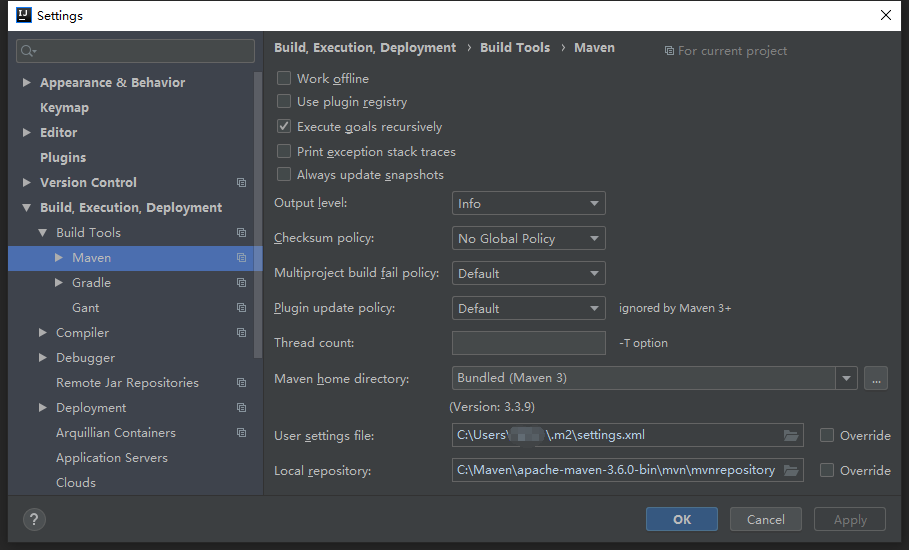 Settings
Build, Execution, Deployment › Build Tools › Maven
For current project
Appearance & Behavior
Keymap
Editor
Plugins
Version Control
Build, Execution, Deployment
Build Tools
Maven
Gradle
Gant
Compiler
Debugger
Remote Jar Repositories
Deployment
Arquillian Containers
Application Servers
Clouds
Work offline
Use plugin registry
Execute goals recursively
Print exception stack traces
Always update snapshots
Output level: Info
Checksum policy: No Global Policy
Multiproject build fail policy: Default
Plugin update policy: Default ignored by Maven 3+
Thread count: -T option
Maven home directory: Bundled (Maven 3) ...
(Version: 3.3.9)
User settings file: C:\Users\ \.m2\settings.xml Override
Local repository: C:\Maven\apache-maven-3.6.0-bin\mvn\mvnrepository Override
? OK Cancel Apply